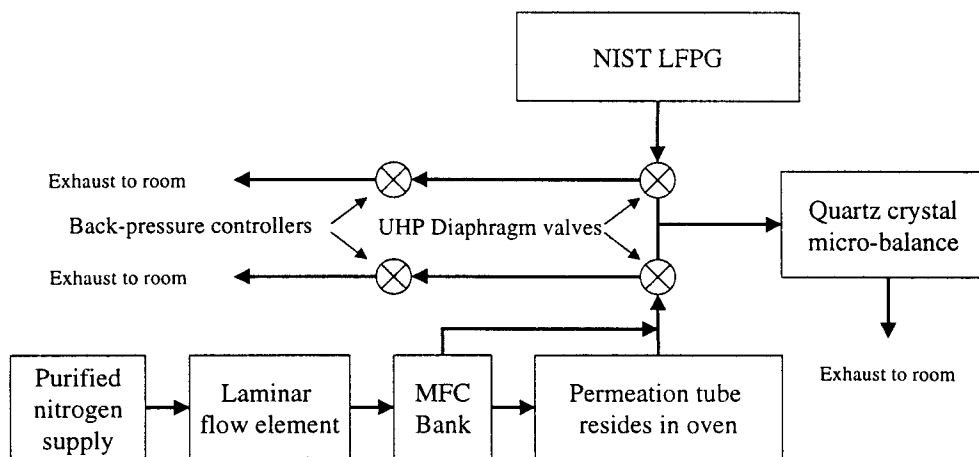 NIST LFPG
Exhaust to room
Back-pressure controllers
UHP Diaphragm valves
Quartz crystal
micro-balance
Exhaust to room
Exhaust to room
Purified
nitrogen
supply
Laminar
flow element
MFC
Bank
Permeation tube
resides in oven